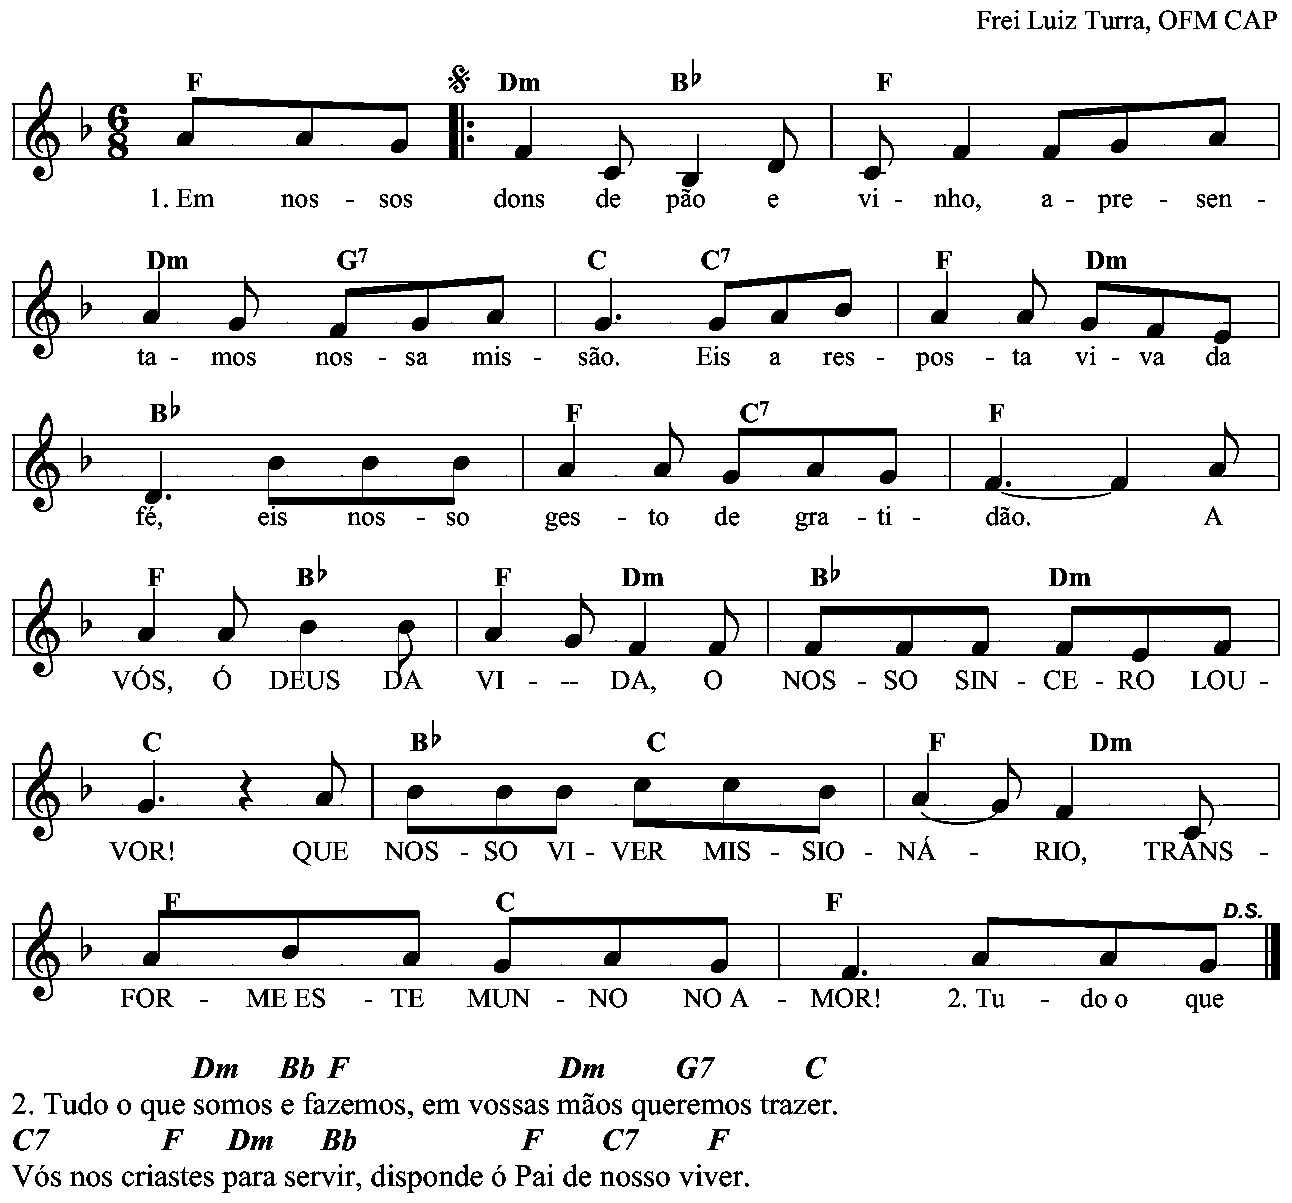 Frei Luiz Turra, OFM CAP
F Dm B♭ F
6
8
1. Em nos - sos dons de pão e vi - nho, a - pre - sen -
Dm G7 C C7 F Dm
ta - mos nos - sa mis - são. Eis a res - pos - ta vi - va da
B♭ F C7 F
fé, eis nos - so ges - to de gra - ti - dão. A
F B♭ F Dm B♭ Dm
VÓS, Ó DEUS DA VI - -- DA, O NOS - SO SIN - CE - RO LOU -
C B♭ C F Dm
VOR! QUE NOS - SO VI - VER MIS - SIO - NÁ - RIO, TRANS -
F C F D.S.
FOR - ME ES - TE MUN - NO NO A - MOR! 2. Tu - do o que
Dm Bb F Dm G7 C
2. Tudo o que somos e fazemos, em vossas mãos queremos trazer.
C7 F Dm Bb F C7 F
Vós nos criastes para servir, disponde ó Pai de nosso viver.